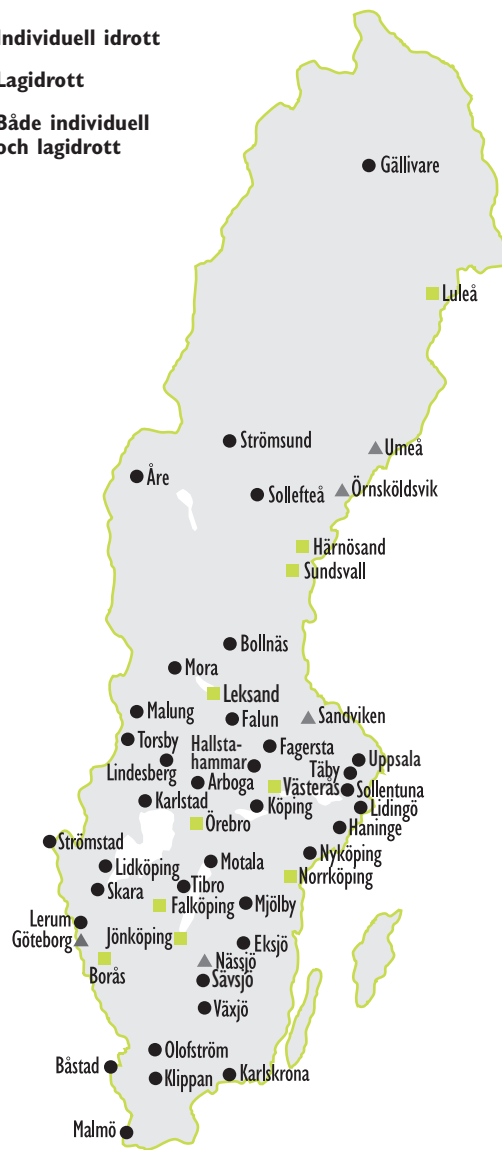 Individuell idrott
Lagidrott
Både individuell
och lagidrott
Gällivare
Luleå
Strömsund
Umeå
Åre
Sollefteå
Örnsköldsvik
Härnösand
Sundsvall
Bollnäs
Mora
Leksand
Malung
Falun
Sandviken
Torsby
Hallsta-
hammar
Fagersta
Uppsala
Lindesberg
Täby
Arboga
Västerås
Sollentuna
Karlstad
Köping
Lidingö
Örebro
Haninge
Strömstad
Motala
Nyköping
Lidköping
Norrköping
Skara
Tibro
Falköping
Mjölby
Lerum
Göteborg
Jönköping
Eksjö
Borås
Nässjö
Sävsjö
Växjö
Olofström
Båstad
Klippan
Karlskrona
Malmö